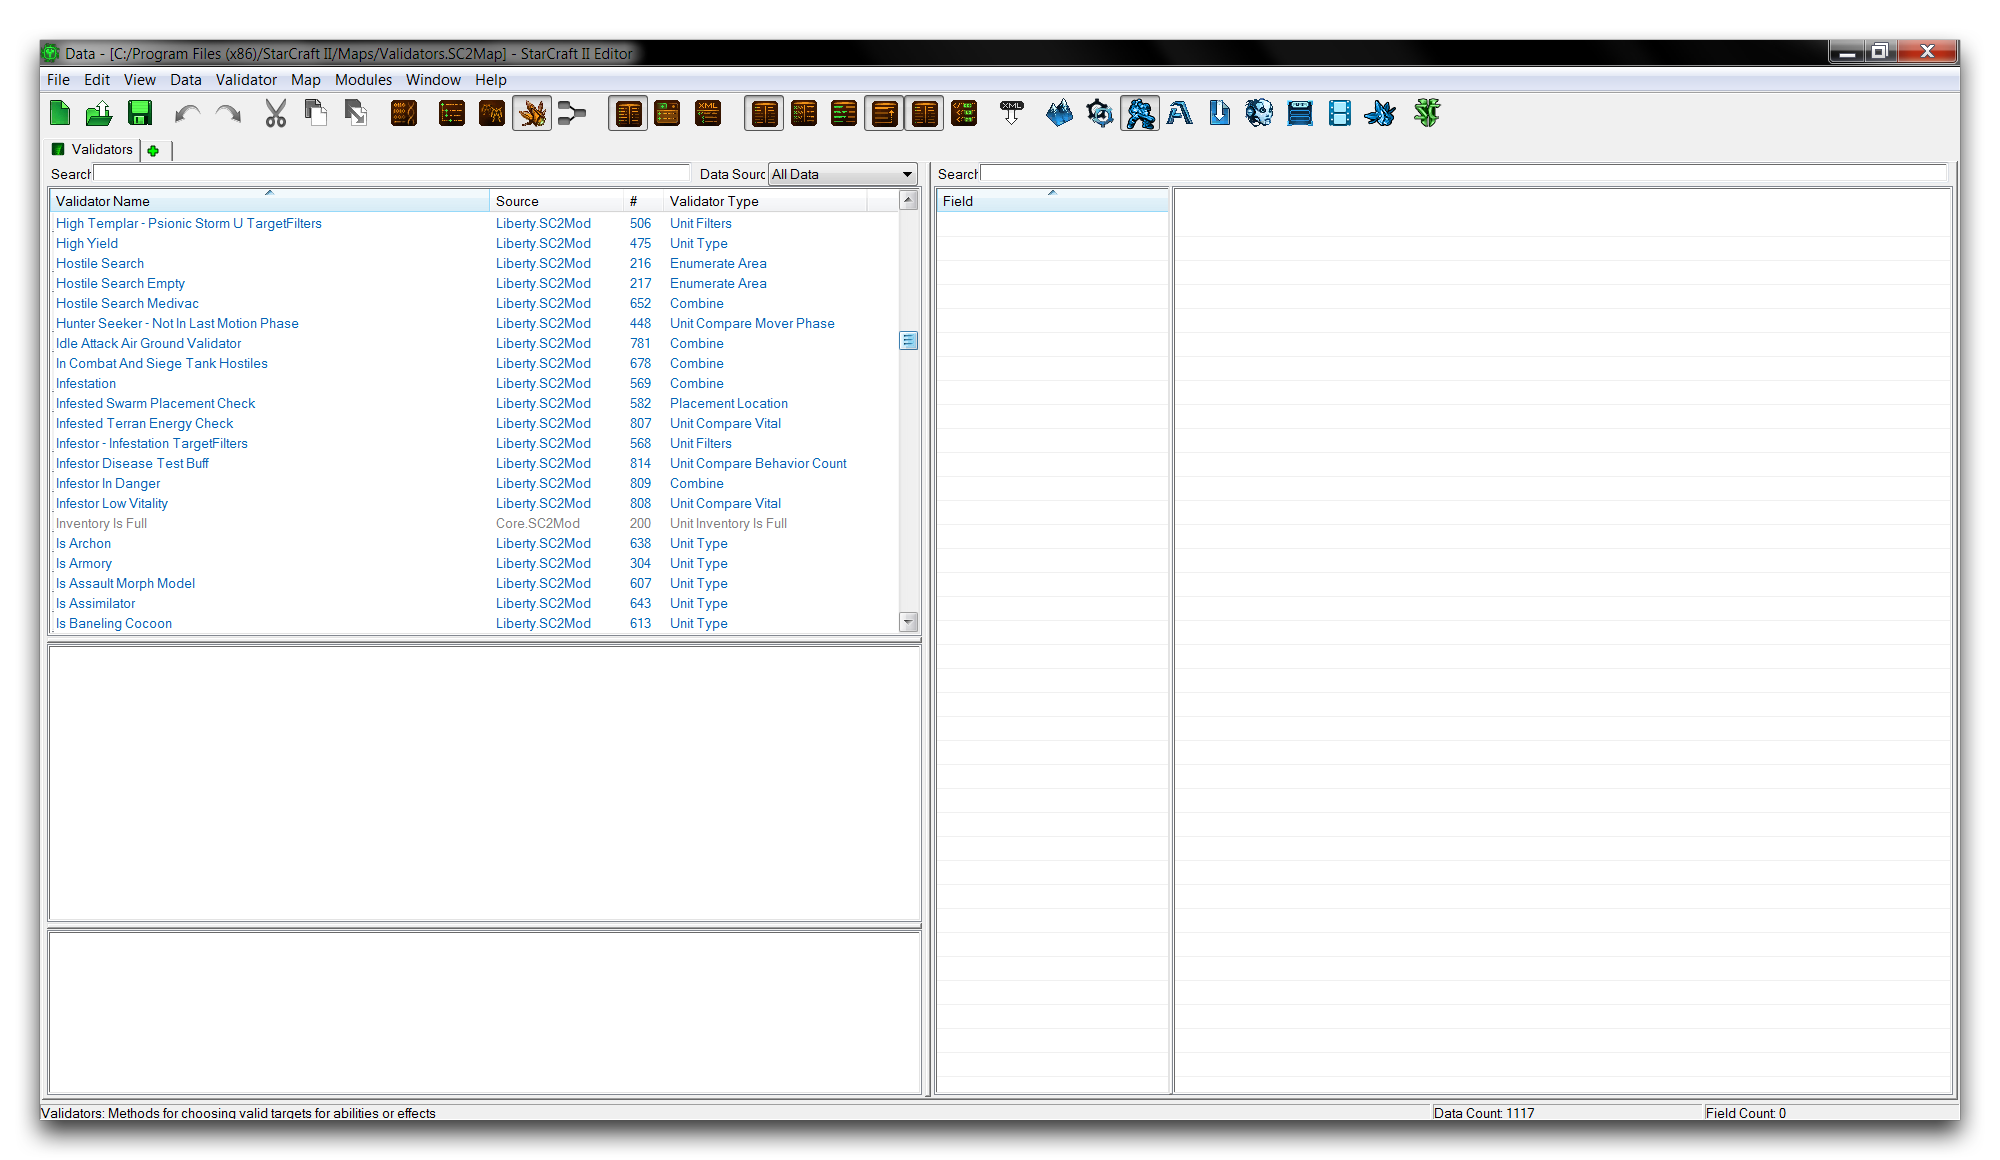 Data - [C:/Program Files (x86)/StarCraft II/Maps/Validators.SC2Map] - StarCraft II Editor
File Edit View Data Validator Map Modules Window Help
XML XML
Validators
Search Data Sourc All Data Search
Validator Name Source # Validator Type Field
High Templar - Psionic Storm U TargetFilters Liberty.SC2Mod 506 Unit Filters
High Yield Liberty.SC2Mod 475 Unit Type
Hostile Search Liberty.SC2Mod 216 Enumerate Area
Hostile Search Empty Liberty.SC2Mod 217 Enumerate Area
Hostile Search Medivac Liberty.SC2Mod 652 Combine
Hunter Seeker - Not In Last Motion Phase Liberty.SC2Mod 448 Unit Compare Mover Phase
Idle Attack Air Ground Validator Liberty.SC2Mod 781 Combine
In Combat And Siege Tank Hostiles Liberty.SC2Mod 678 Combine
Infestation Liberty.SC2Mod 569 Combine
Infested Swarm Placement Check Liberty.SC2Mod 582 Placement Location
Infested Terran Energy Check Liberty.SC2Mod 807 Unit Compare Vital
Infestor - Infestation TargetFilters Liberty.SC2Mod 568 Unit Filters
Infestor Disease Test Buff Liberty.SC2Mod 814 Unit Compare Behavior Count
Infestor In Danger Liberty.SC2Mod 809 Combine
Infestor Low Vitality Liberty.SC2Mod 808 Unit Compare Vital
Inventory Is Full Core.SC2Mod 200 Unit Inventory Is Full
Is Archon Liberty.SC2Mod 638 Unit Type
Is Armory Liberty.SC2Mod 304 Unit Type
Is Assault Morph Model Liberty.SC2Mod 607 Unit Type
Is Assimilator Liberty.SC2Mod 643 Unit Type
Is Baneling Cocoon Liberty.SC2Mod 613 Unit Type
Validators: Methods for choosing valid targets for abilities or effects Data Count: 1117 Field Count: 0